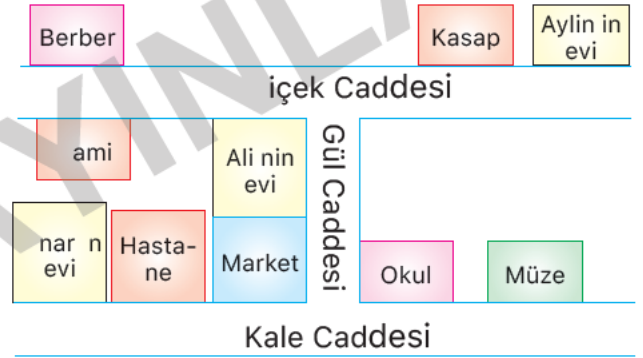 Berber
Kasap
Aylin in
evi
içek Caddesi
ami
Ali nin
evi
Gül Caddesi
nar n
evi
Hasta-
ne
Market
Okul
Müze
Kale Caddesi